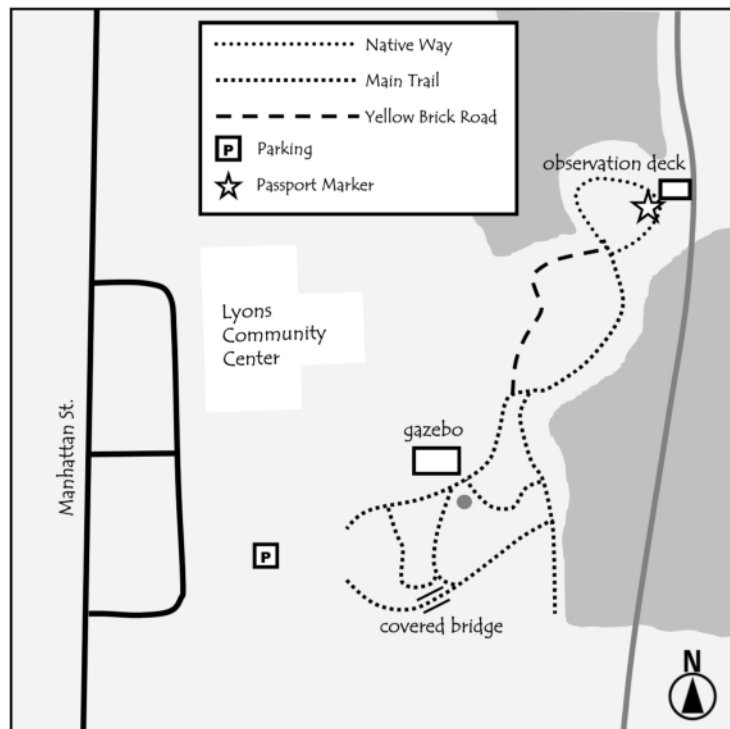 Native Way
Main Trail
Yellow Brick Road
P
Parking
Passport Marker
observation deck
Lyons
Community
Center
Manhattan St.
gazebo
P
covered bridge
N